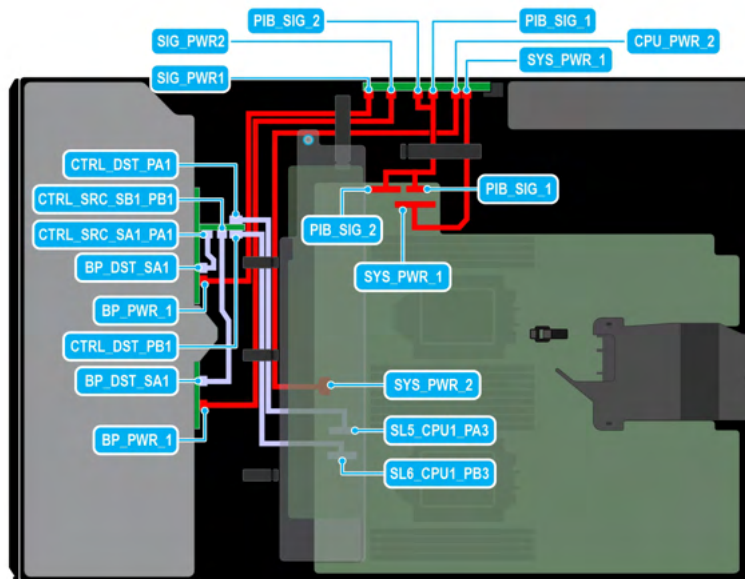 PIB_SIG_2
PIB_SIG_1
SIG_PWR2
CPU_PWR_2
SYS_PWR_1
SIG_PWR1
CTRL_DST_PA1
CTRL_SRC_SB1_PB1
PIB_SIG_1
CTRL_SRC_SA1_PA1
PIB_SIG_2
BP_DST_SA1
SYS_PWR_1
BP_PWR_1
CTRL_DST_PB1
BP_DST_SA1
SYS_PWR_2
SL5_CPU1_PA3
BP_PWR_1
SL6_CPU1_PB3